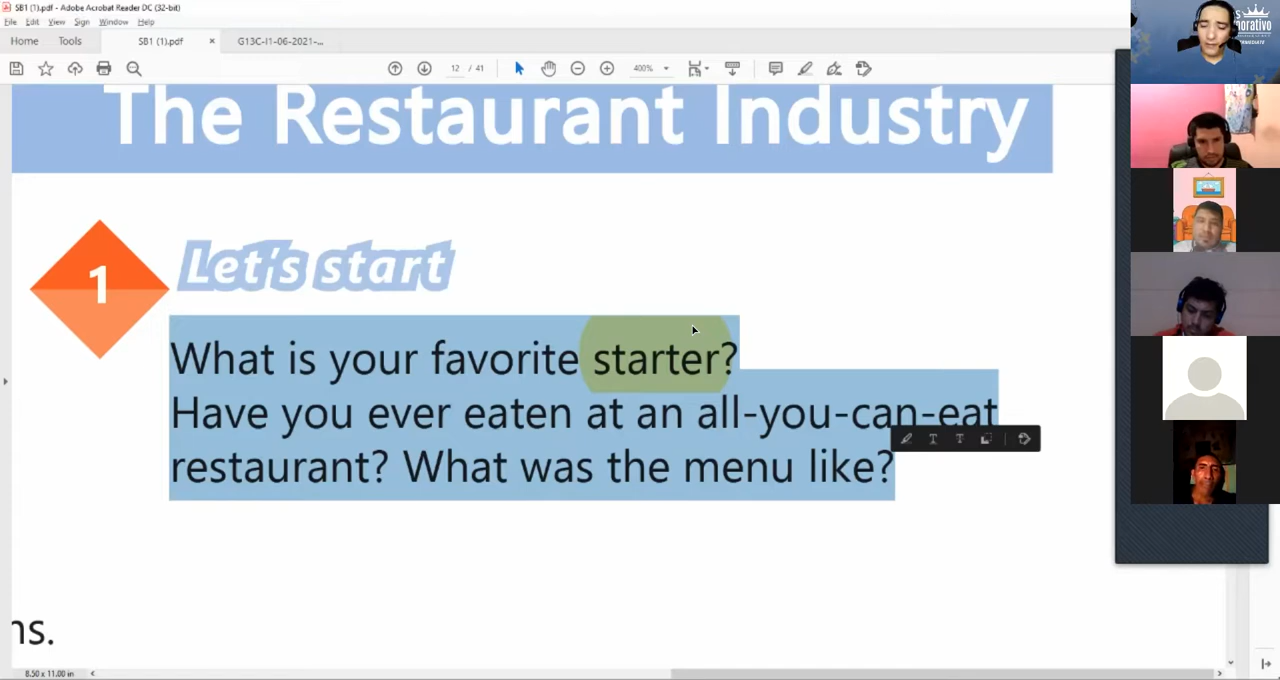 SB1 (1).pdf - Adobe Acrobat Reader DC (32-bit)
File Edit View Sign Window Help
Home Tools SB1 (1).pdf × G13C-I1-06-2021-...
12 / 41 400%
The Restaurant Industry
1 Let's start
What is your favorite starter?
Have you ever eaten at an all-you-can-eat
restaurant? What was the menu like?
ns.
8.50 x 11.00 in